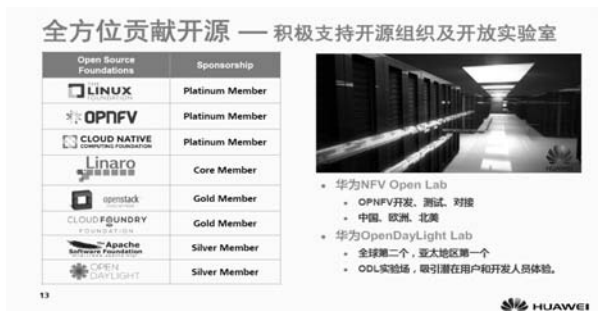 全方位贡献开源 — 积极支持开源组织及开放实验室
Open Source
Foundations
Sponsorship
THE
LINUX
FOUNDATION
Platinum Member
OPNFV
Platinum Member
CLOUD NATIVE
COMPUTING FOUNDATION
Platinum Member
Linaro
Core Member
openstack
Gold Member
CLOUDFOUNDRY
FOUNDATION
Gold Member
The Apache
Software Foundation
Silver Member
OPEN
DAYLIGHT
Silver Member
• 华为NFV Open Lab
• OPNFV开发、测试、对接
• 中国、欧洲、北美
• 华为OpenDayLight Lab
• 全球第二个，亚太地区第一个
• ODL实验场，吸引潜在用户和开发人员体验。
13
HUAWEI